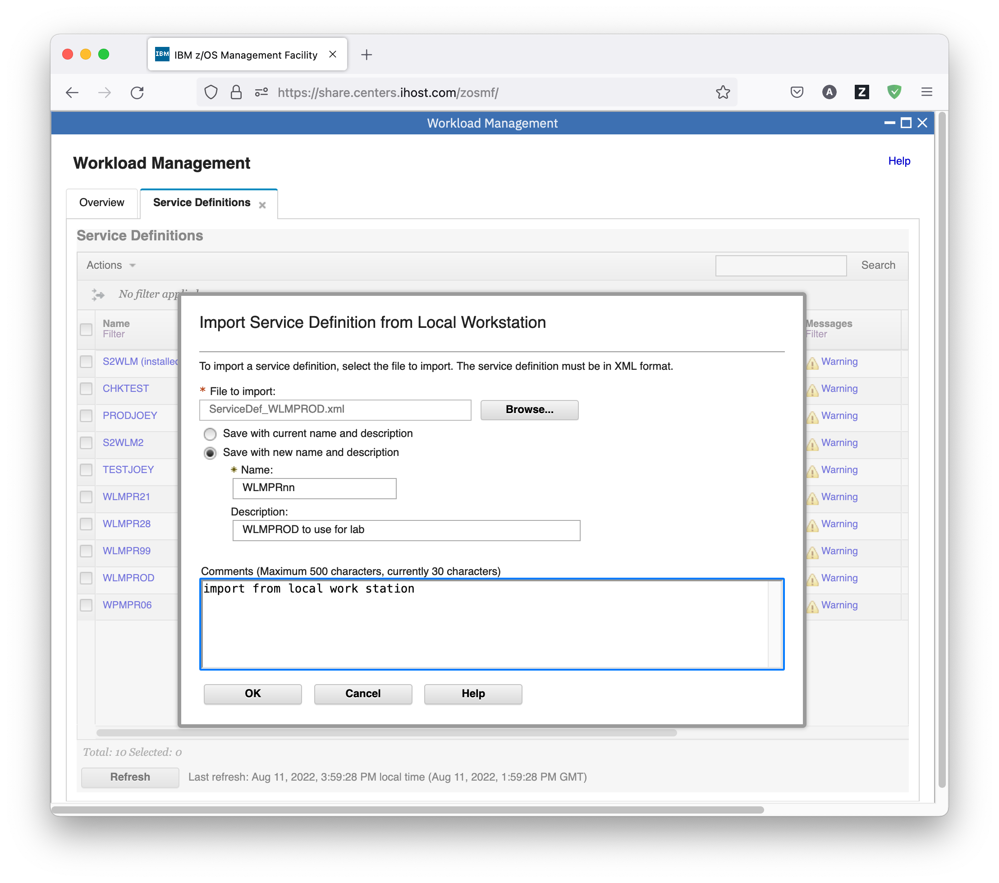 IBM IBM z/OS Management Facility
https://share.centers.ihost.com/zosmf/
A Z
Workload Management
Workload Management Help
Overview Service Definitions
Service Definitions
Actions Search
No filter
Import Service Definition from Local Workstation
Name Messages
Filter Filter
S2WLM (installed Warning
To import a service definition, select the file to import. The service definition must be in XML format.
CHKTEST Warning
* File to import:
ServiceDef_WLMPROD.xml Browse...
PRODJOEY Warning
Save with current name and description
S2WLM2 Warning
Save with new name and description
TESTJOEY Warning
* Name:
WLMPRnn
WLMPR21 Warning
Description:
WLMPR28 Warning
WLMPROD to use for lab
WLMPR99 Warning
Comments (Maximum 500 characters, currently 30 characters)
WLMPROD Warning
import from local work station
WPMPR06 Warning
OK Cancel Help
Total: 10 Selected: 0
Refresh Last refresh: Aug 11, 2022, 3:59:28 PM local time (Aug 11, 2022, 1:59:28 PM GMT)